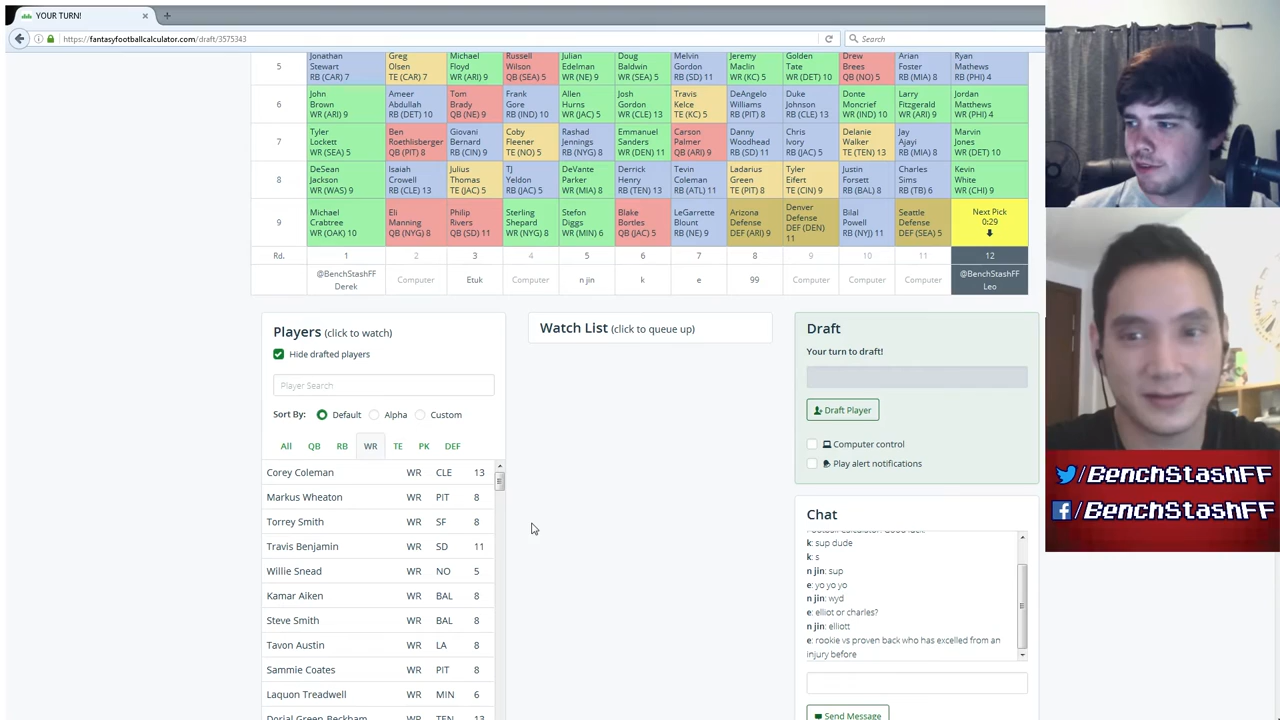 YOUR TURN!
https://fantasyfootballcalculator.com/draft/3575343
Search
5
Jonathan Stewart RB (CAR) 7
Greg Olsen TE (CAR) 7
Michael Floyd WR (ARI) 9
Russell Wilson QB (SEA) 5
Julian Edelman WR (NE) 9
Doug Baldwin WR (SEA) 5
Melvin Gordon RB (SD) 11
Jeremy Maclin WR (KC) 5
Golden Tate WR (DET) 10
Drew Brees QB (NO) 5
Arian Foster RB (MIA) 8
Ryan Mathews RB (PHI) 4
6
John Brown WR (ARI) 9
Ameer Abdullah RB (DET) 10
Tom Brady QB (NE) 9
Frank Gore RB (IND) 10
Allen Hurns WR (JAC) 5
Josh Gordon WR (CLE) 13
Travis Kelce TE (KC) 5
DeAngelo Williams RB (PIT) 8
Duke Johnson RB (CLE) 13
Donte Moncrief WR (IND) 10
Larry Fitzgerald WR (ARI) 9
Jordan Matthews WR (PHI) 4
7
Tyler Lockett WR (SEA) 5
Ben Roethlisberger QB (PIT) 8
Giovani Bernard RB (CIN) 9
Coby Fleener TE (NO) 5
Rashad Jennings RB (NYG) 8
Emmanuel Sanders WR (DEN) 11
Carson Palmer QB (ARI) 9
Danny Woodhead RB (SD) 11
Chris Ivory RB (JAC) 5
Delanie Walker TE (TEN) 13
Jay Ajayi RB (MIA) 8
Marvin Jones WR (DET) 10
8
DeSean Jackson WR (WAS) 9
Isaiah Crowell RB (CLE) 13
Julius Thomas TE (JAC) 5
TJ Yeldon RB (JAC) 5
DeVante Parker WR (MIA) 8
Derrick Henry RB (TEN) 13
Tevin Coleman RB (ATL) 11
Ladarius Green TE (PIT) 8
Tyler Eifert TE (CIN) 9
Justin Forsett RB (BAL) 8
Charles Sims RB (TB) 6
Kevin White WR (CHI) 9
9
Michael Crabtree WR (OAK) 10
Eli Manning QB (NYG) 8
Philip Rivers QB (SD) 11
Sterling Shepard WR (NYG) 8
Stefon Diggs WR (MIN) 6
Blake Bortles QB (JAC) 5
LeGarrette Blount RB (NE) 9
Arizona Defense DEF (ARI) 9
Denver Defense DEF (DEN) 11
Bilal Powell RB (NYJ) 11
Seattle Defense DEF (SEA) 5
Next Pick 0:29
Rd. 1 2 3 4 5 6 7 8 9 10 11 12
@BenchStashFF Derek
Computer
Etuk
Computer
n jin
k
e
99
Computer
Computer
Computer
@BenchStashFF Leo
Players (click to watch)
Hide drafted players
Player Search
Sort By: Default Alpha Custom
All QB RB WR TE PK DEF
Corey Coleman WR CLE 13
Markus Wheaton WR PIT 8
Torrey Smith WR SF 8
Travis Benjamin WR SD 11
Willie Snead WR NO 5
Kamar Aiken WR BAL 8
Steve Smith WR BAL 8
Tavon Austin WR LA 8
Sammie Coates WR PIT 8
Laquon Treadwell WR MIN 6
Dorial Green-Beckham WR TEN 13
Watch List (click to queue up)
Draft
Your turn to draft!
Draft Player
Computer control
Play alert notifications
Chat
Football Calculator. Good luck!
k: sup dude
k: s
n jin: sup
e: yo yo yo
n jin: wyd
e: elliot or charles?
n jin: elliott
e: rookie vs proven back who has excelled from an
injury before
Send Message
/BenchStashFF
/BenchStashFF